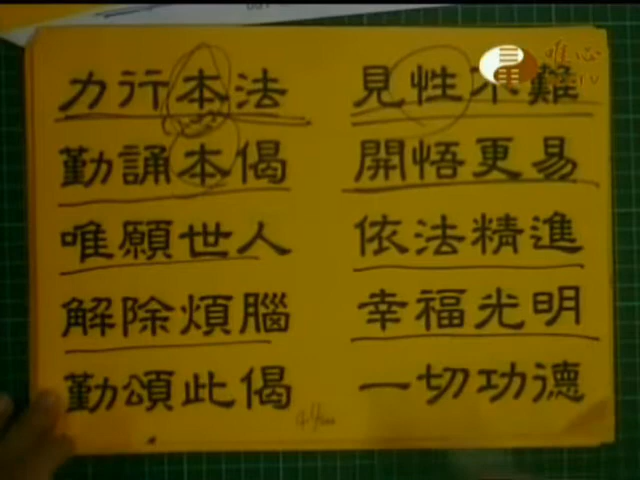 唯心
力行本法 見性不難
勤誦本偈 開悟更易
唯願世人 依法精進
解除煩腦 幸福光明
勤頌此偈 一切功德